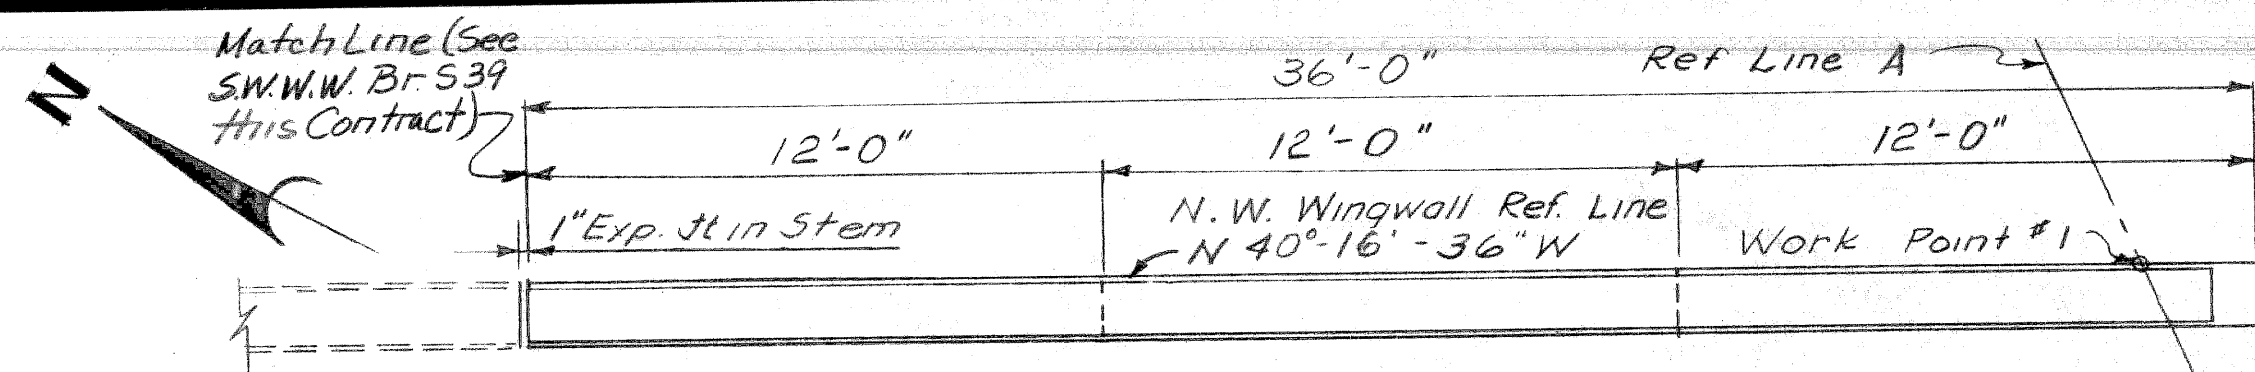 Match Line (See
S.W.W.W. Br. S39
this Contract)
N
36'-0"
Ref Line A
12'-0"
12'-0"
12'-0"
1" Exp. Jt in Stem
N.W. Wingwall Ref. Line
N 40°-16'-36" W
Work Point #1